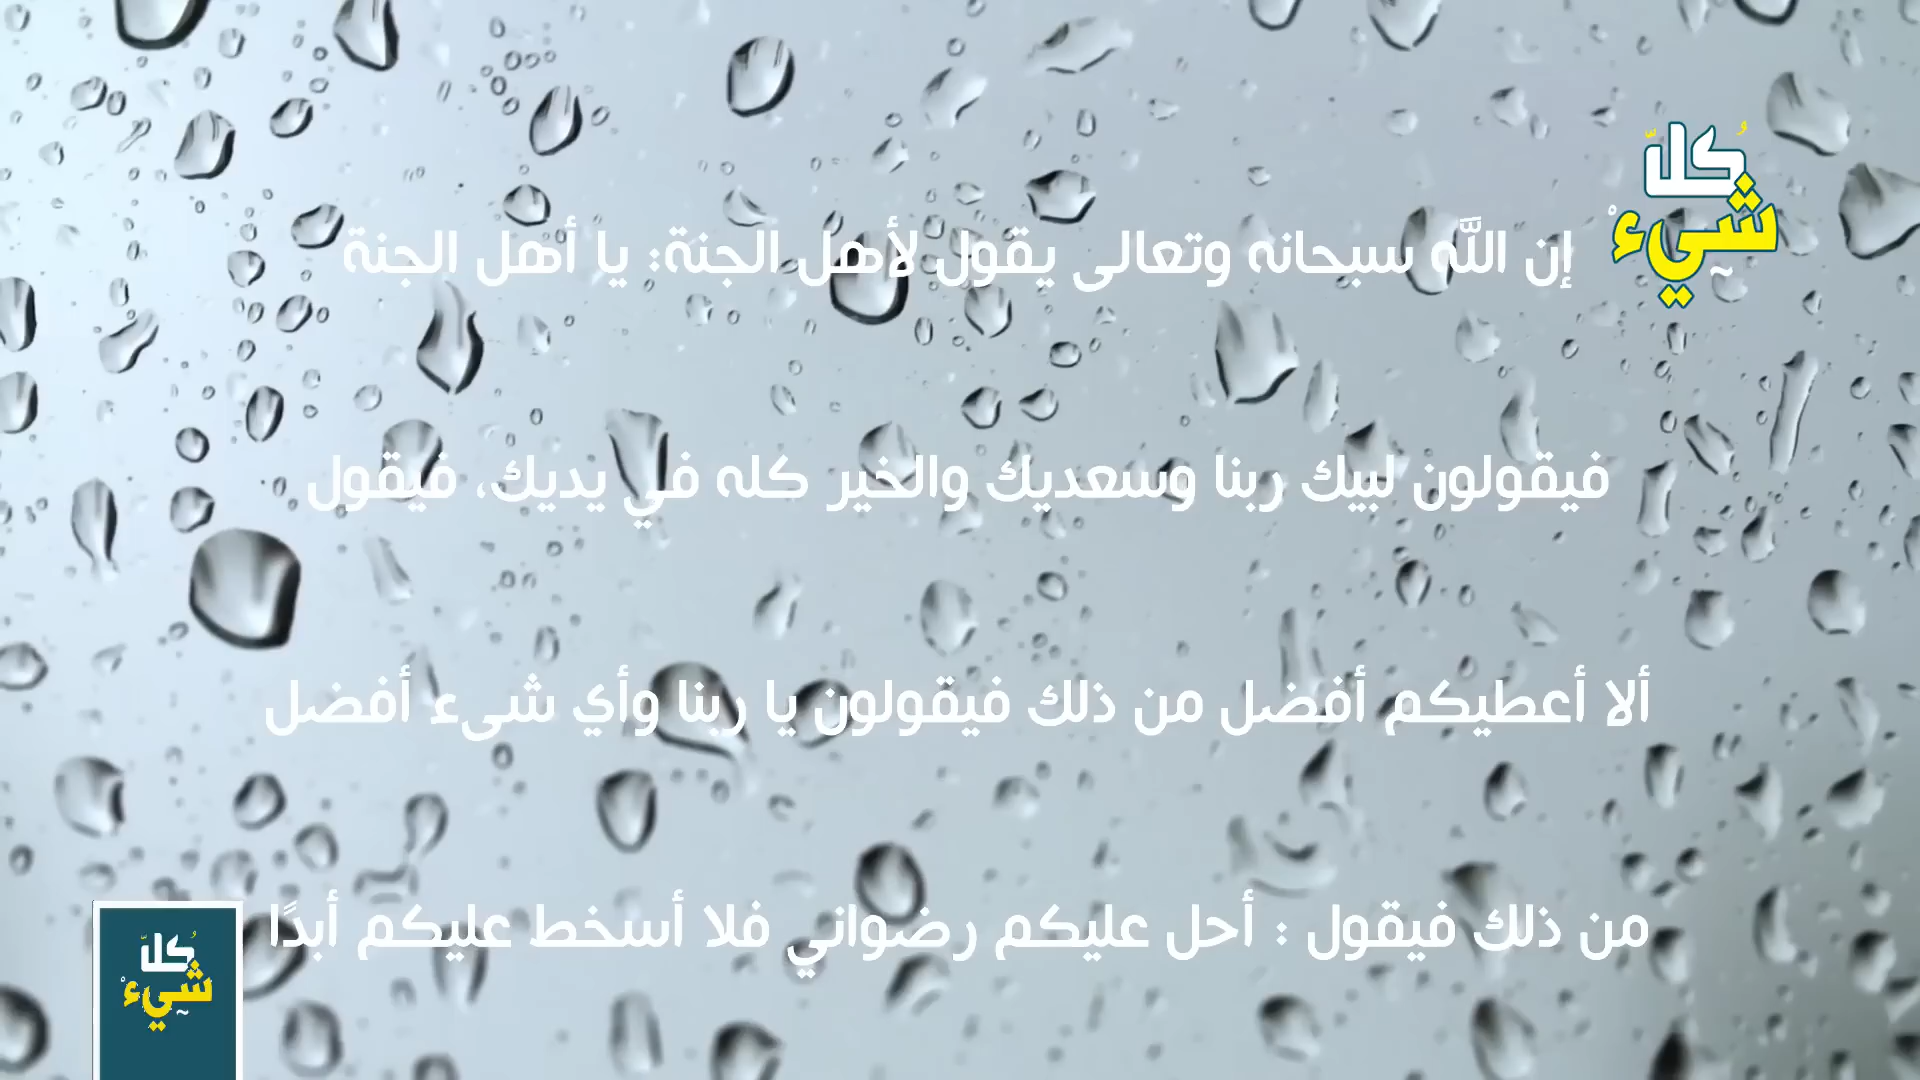 كلّ شيء
إن اللّه سبحانه وتعالى يقول لأهل الجنة: يا أهل الجنة
فيقولون لبيك ربنا وسعديك والخير كله في يديك، فيقول
ألا أعطيكم أفضل من ذلك فيقولون يا ربنا وأي شىء أفضل
من ذلك فيقول : أحل عليكم رضواني فلا أسخط عليكم أبدًا
كلّ شيء